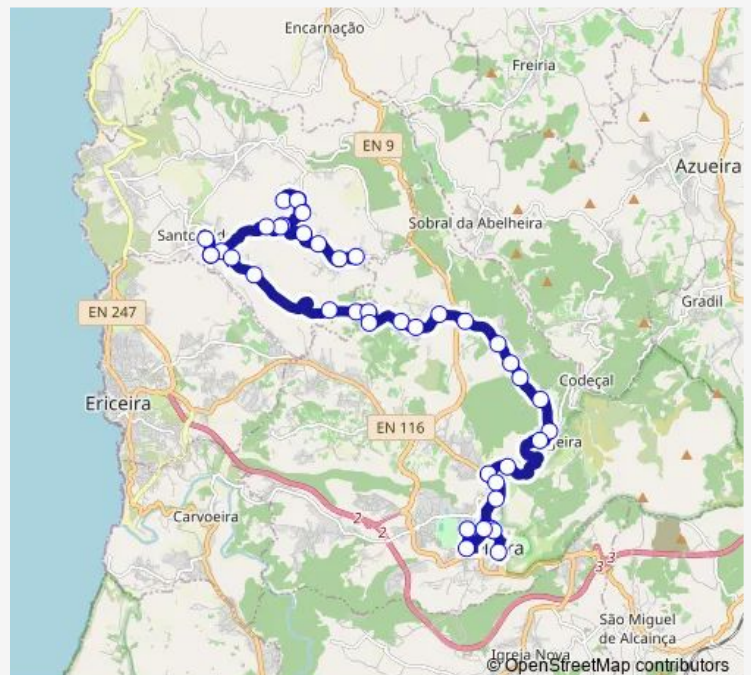 Encarnação
Freiria
EN 9
Azueira
Sobral da Abelheira
EN 247
Gradil
Codeçal
Ericeira
EN 116
Carvoeira
2
2
3
3
São Miguel
de Alcainça
Igreja Nova
© OpenStreetMap contributors